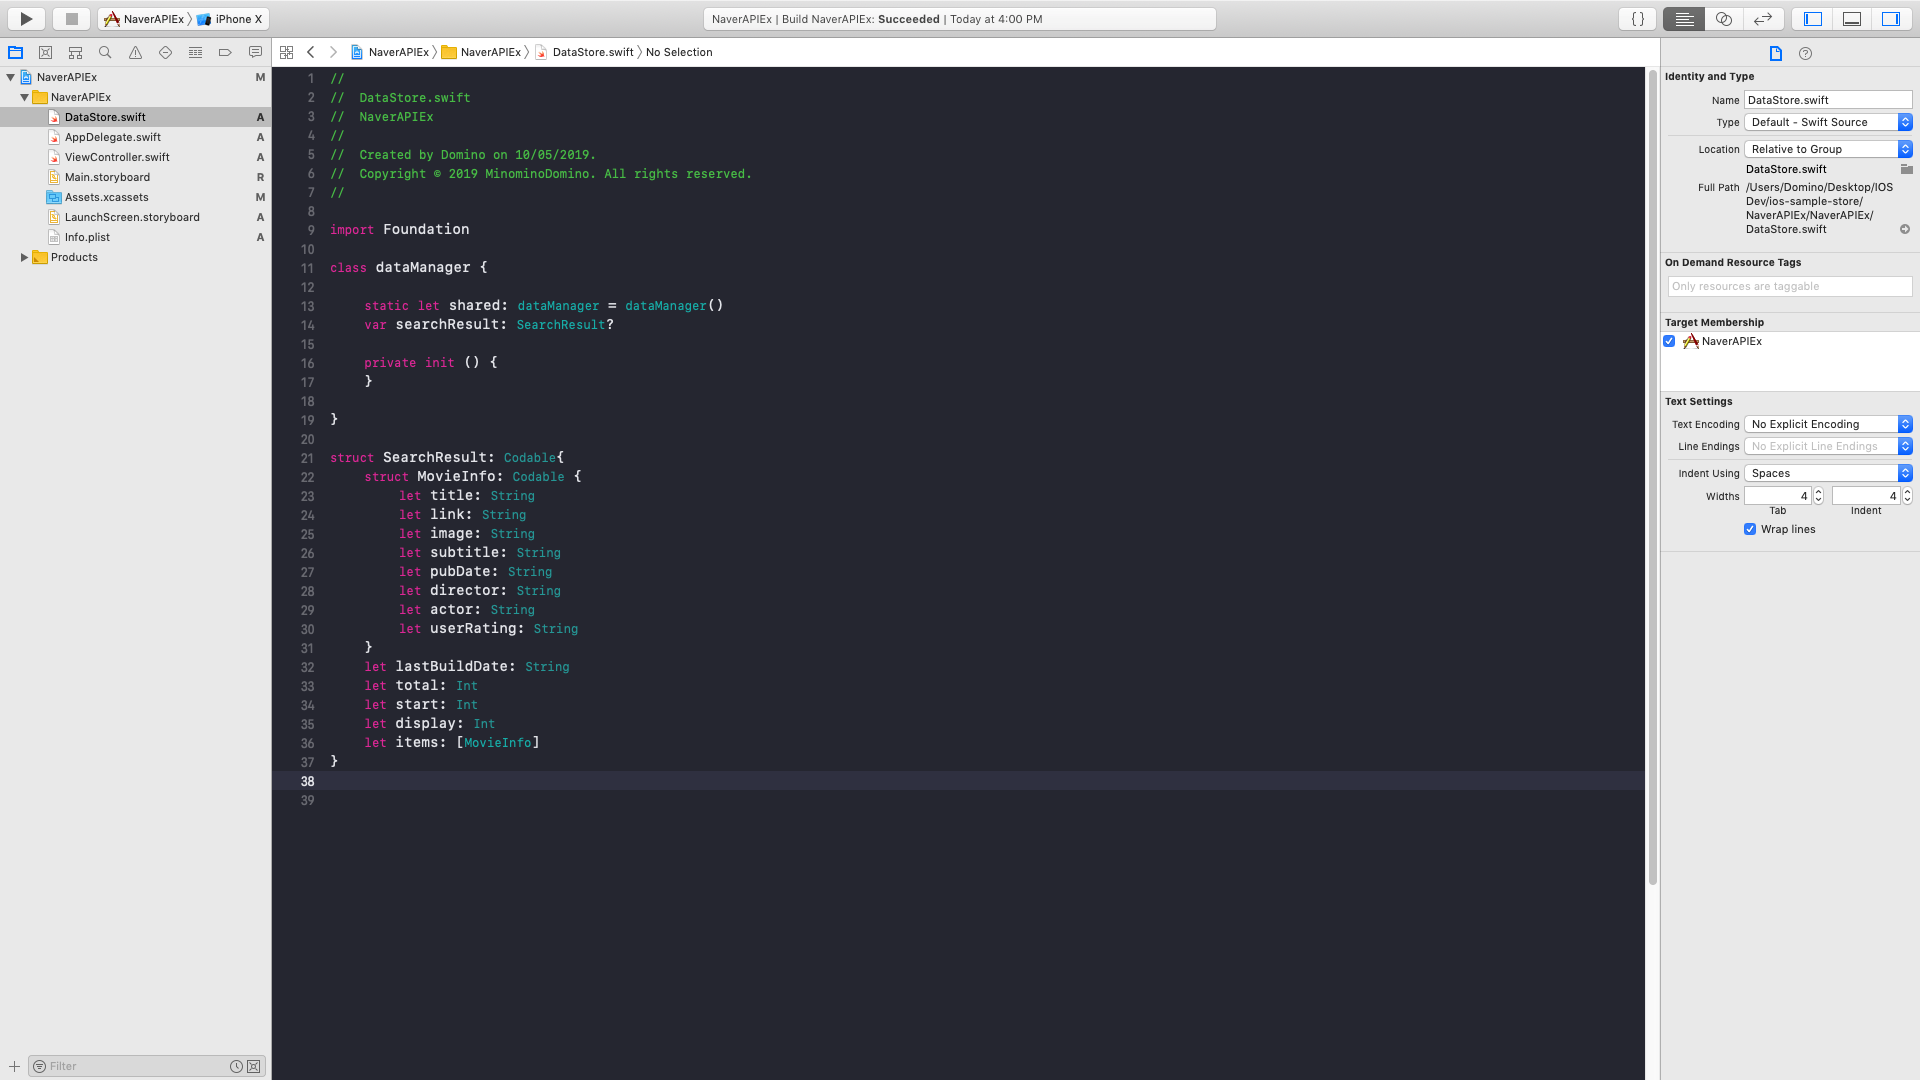 NaverAPIEx iPhone X
NaverAPIEx | Build NaverAPIEx: Succeeded | Today at 4:00 PM
{ }
NaverAPIEx NaverAPIEx DataStore.swift No Selection
NaverAPIEx M
NaverAPIEx
DataStore.swift A
AppDelegate.swift A
ViewController.swift A
Main.storyboard R
Assets.xcassets M
LaunchScreen.storyboard A
Info.plist A
Products
Filter
1 //
2 //  DataStore.swift
3 //  NaverAPIEx
4 //
5 //  Created by Domino on 10/05/2019.
6 //  Copyright © 2019 MinominoDomino. All rights reserved.
7 //
8
9 import Foundation
10
11 class dataManager {
12
13     static let shared: dataManager = dataManager()
14     var searchResult: SearchResult?
15
16     private init () {
17     }
18
19 }
20
21 struct SearchResult: Codable{
22     struct MovieInfo: Codable {
23         let title: String
24         let link: String
25         let image: String
26         let subtitle: String
27         let pubDate: String
28         let director: String
29         let actor: String
30         let userRating: String
31     }
32     let lastBuildDate: String
33     let total: Int
34     let start: Int
35     let display: Int
36     let items: [MovieInfo]
37 }
38
39
Identity and Type
Name DataStore.swift
Type Default - Swift Source
Location Relative to Group
DataStore.swift
Full Path /Users/Domino/Desktop/IOS
Dev/ios-sample-store/
NaverAPIEx/NaverAPIEx/
DataStore.swift
On Demand Resource Tags
Only resources are taggable
Target Membership
NaverAPIEx
Text Settings
Text Encoding No Explicit Encoding
Line Endings No Explicit Line Endings
Indent Using Spaces
Widths 4 4
Tab Indent
Wrap lines